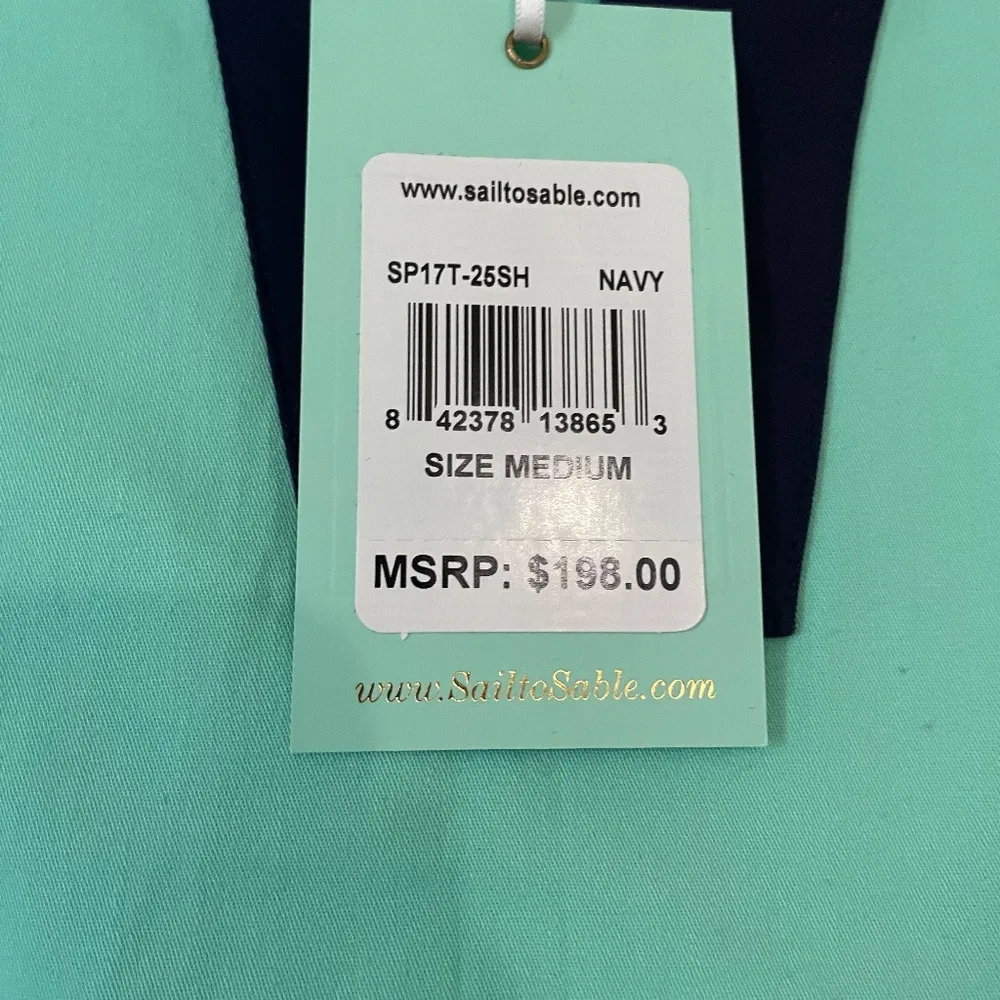 www.sailtosable.com
SP17T-25SH NAVY
8 42378 13865 3
SIZE MEDIUM
MSRP: $198.00
www.SailtoSable.com